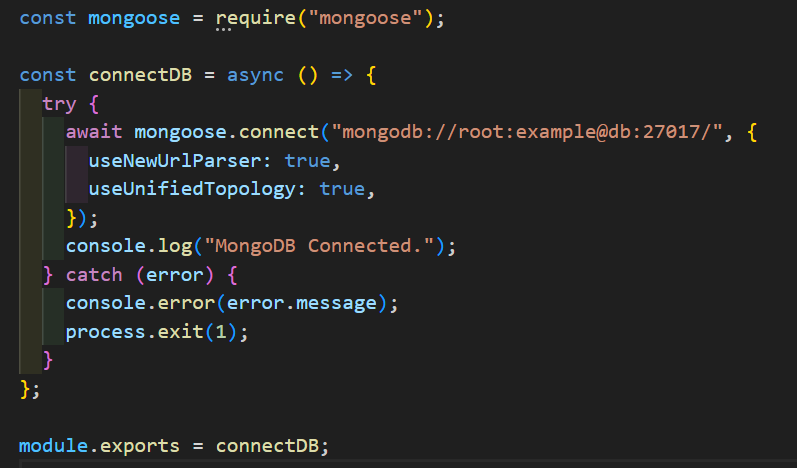 const mongoose = require("mongoose");
const connectDB = async () => {
try {
await mongoose.connect("mongodb://root:example@db:27017/", {
useNewUrlParser: true,
useUnifiedTopology: true,
});
console.log("MongoDB Connected.");
} catch (error) {
console.error(error.message);
process.exit(1);
}
};
module.exports = connectDB;